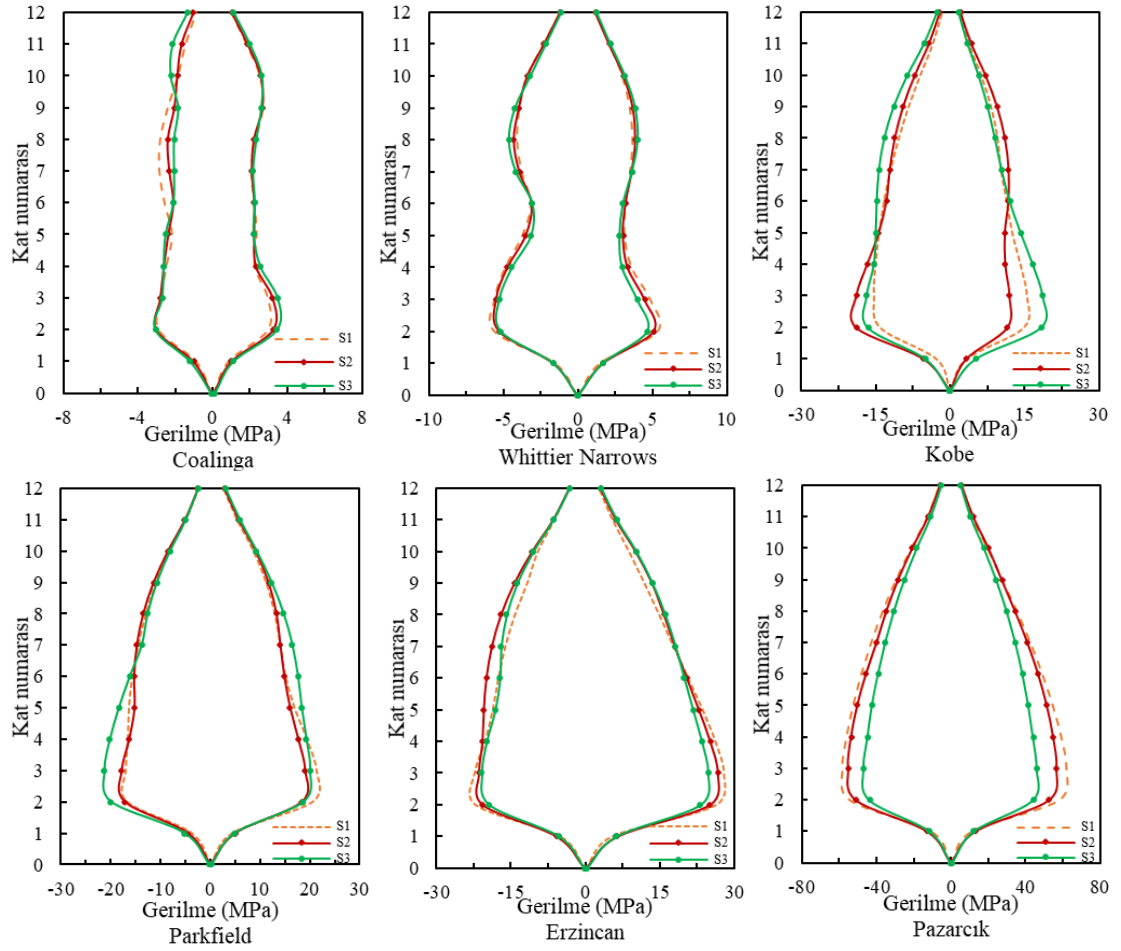 12
11
10
9
8
7
6
5
4
3
2
1
0
Kat numarası
-8 -4 0 4 8
S1
S2
S3
Gerilme (MPa)
Coalinga
12
11
10
9
8
7
6
5
4
3
2
1
0
Kat numarası
-10 -5 0 5 10
S1
S2
S3
Gerilme (MPa)
Whittier Narrows
12
11
10
9
8
7
6
5
4
3
2
1
0
Kat numarası
-30 -15 0 15 30
S1
S2
S3
Gerilme (MPa)
Kobe
12
11
10
9
8
7
6
5
4
3
2
1
0
Kat numarası
-30 -20 -10 0 10 20 30
S1
S2
S3
Gerilme (MPa)
Parkfield
12
11
10
9
8
7
6
5
4
3
2
1
0
Kat numarası
-30 -15 0 15 30
S1
S2
S3
Gerilme (MPa)
Erzincan
12
11
10
9
8
7
6
5
4
3
2
1
0
Kat numarası
-80 -40 0 40 80
S1
S2
S3
Gerilme (MPa)
Pazarcık